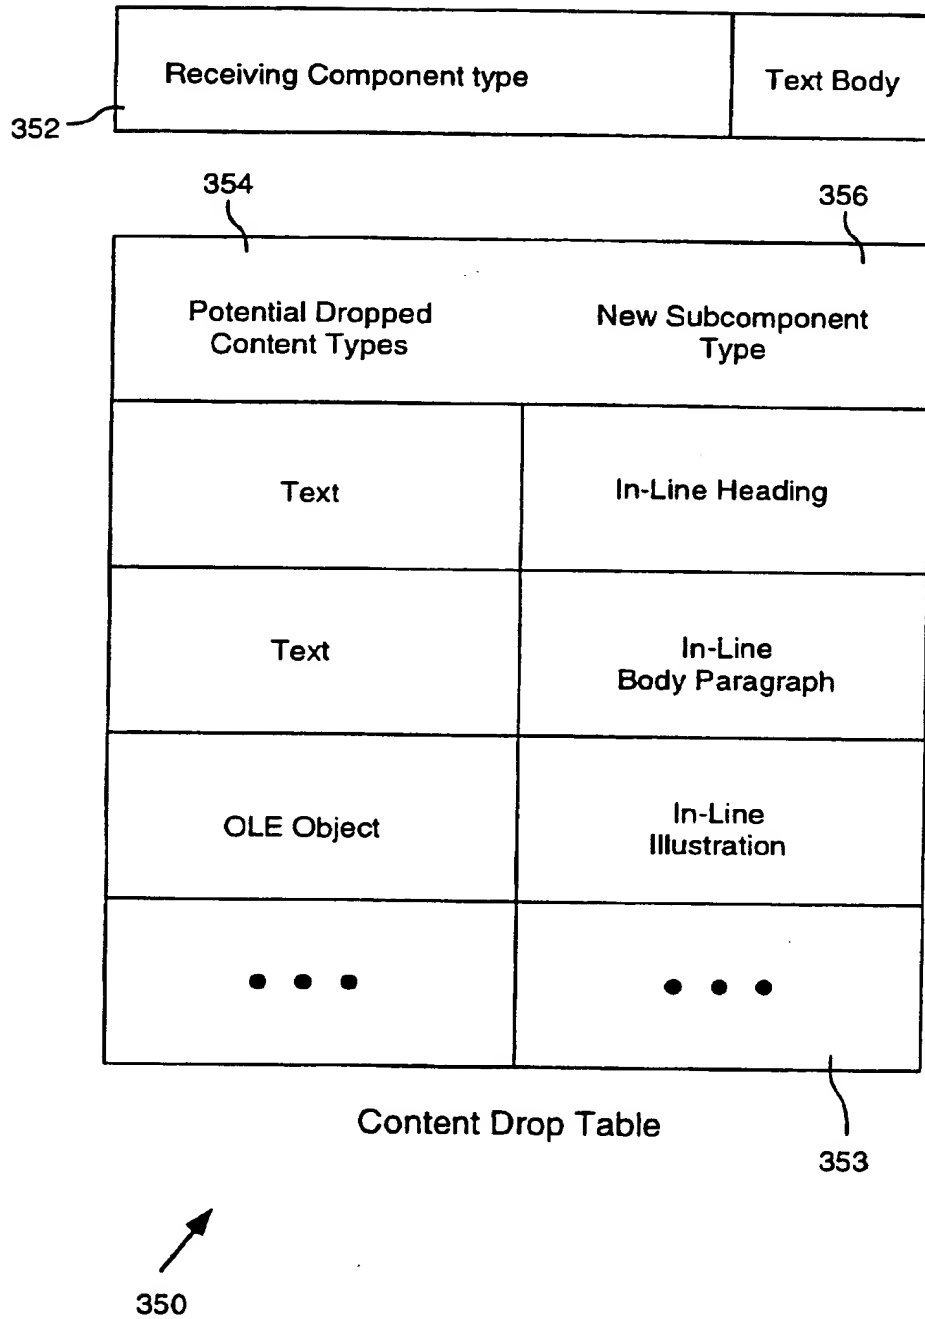 Receiving Component type
Text Body
352
354
356
Potential Dropped
Content Types
New Subcomponent
Type
Text
In-Line Heading
Text
In-Line
Body Paragraph
OLE Object
In-Line
Illustration
• • •
• • •
Content Drop Table
353
350